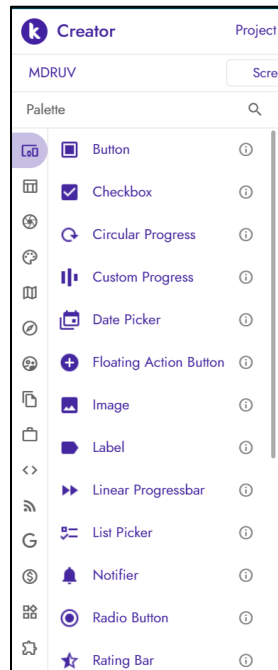 Creator Project
MDRUV Scre
Palette
Button
Checkbox
Circular Progress
Custom Progress
Date Picker
Floating Action Button
Image
Label
Linear Progressbar
List Picker
Notifier
Radio Button
Rating Bar